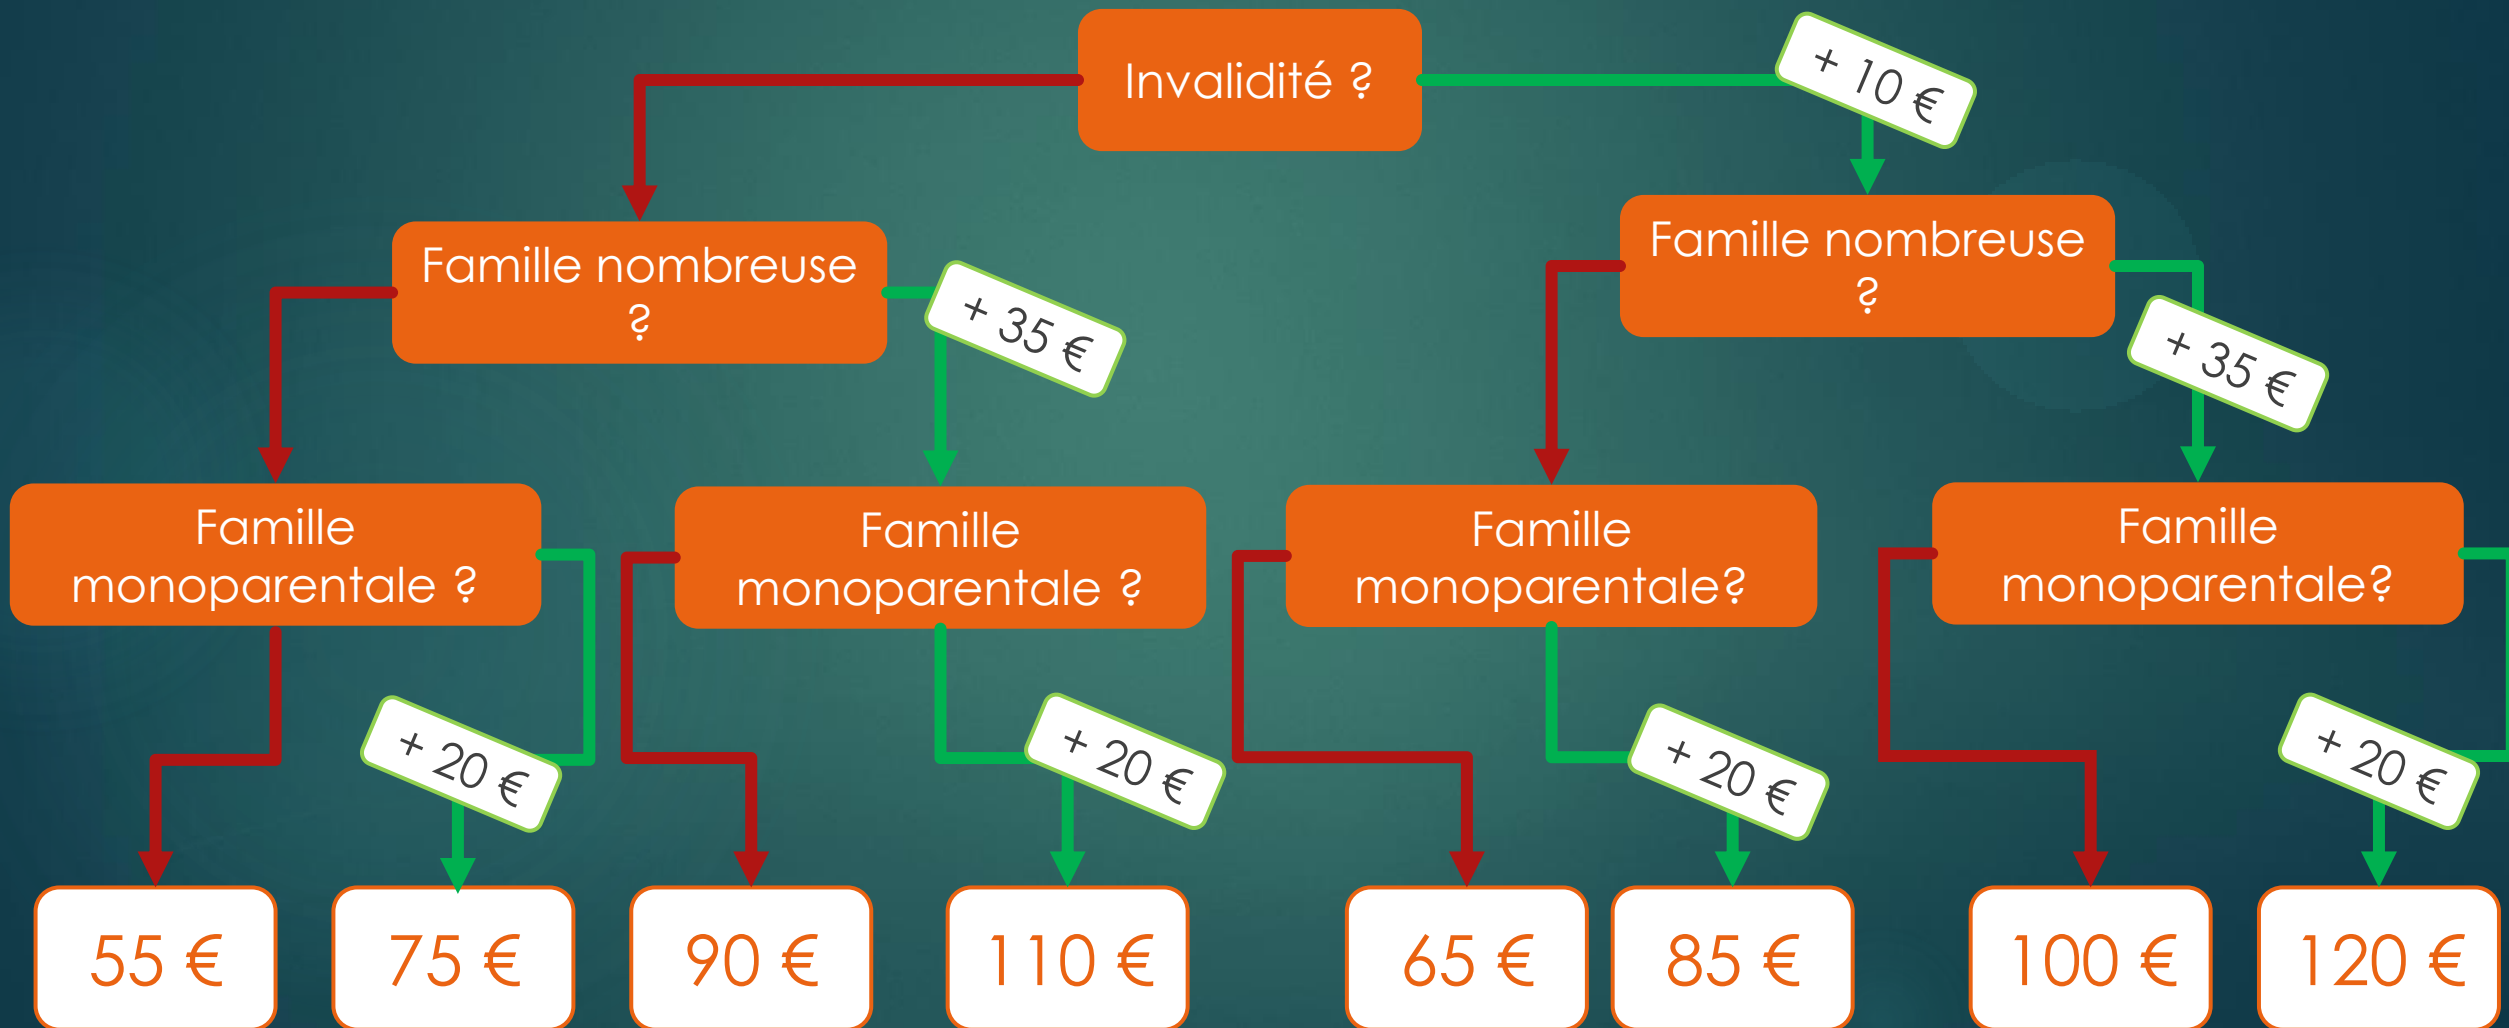 Invalidité ?
+ 10 €
Famille nombreuse
?
+ 35 €
Famille nombreuse
?
+ 35 €
Famille
monoparentale ?
Famille
monoparentale ?
Famille
monoparentale?
Famille
monoparentale?
+ 20 €
+ 20 €
+ 20 €
+ 20 €
55 €
75 €
90 €
110 €
65 €
85 €
100 €
120 €